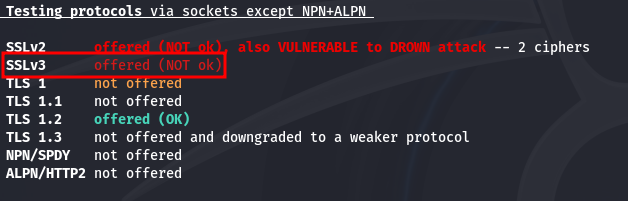 Testing protocols via sockets except NPN+ALPN
SSLv2 offered (NOT ok), also VULNERABLE to DROWN attack -- 2 ciphers
SSLv3 offered (NOT ok)
TLS 1 not offered
TLS 1.1 not offered
TLS 1.2 offered (OK)
TLS 1.3 not offered and downgraded to a weaker protocol
NPN/SPDY not offered
ALPN/HTTP2 not offered